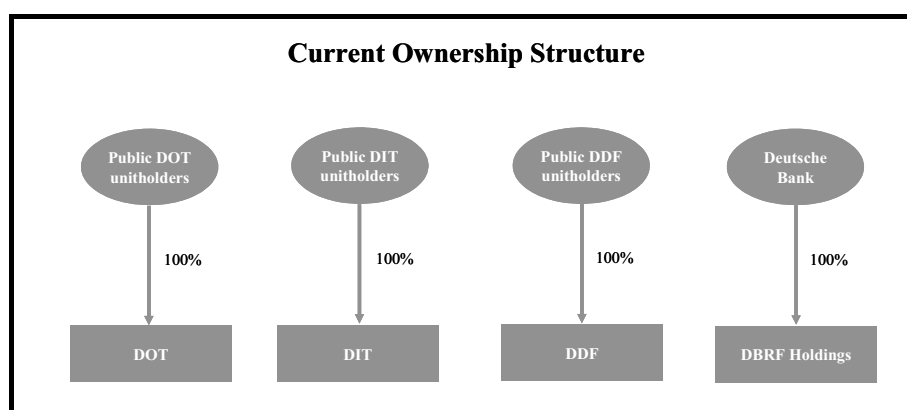 Current Ownership Structure
Public DOT
unitholders
Public DIT
unitholders
Public DDF
unitholders
Deutsche
Bank
100%
100%
100%
100%
DOT
DIT
DDF
DBRF Holdings